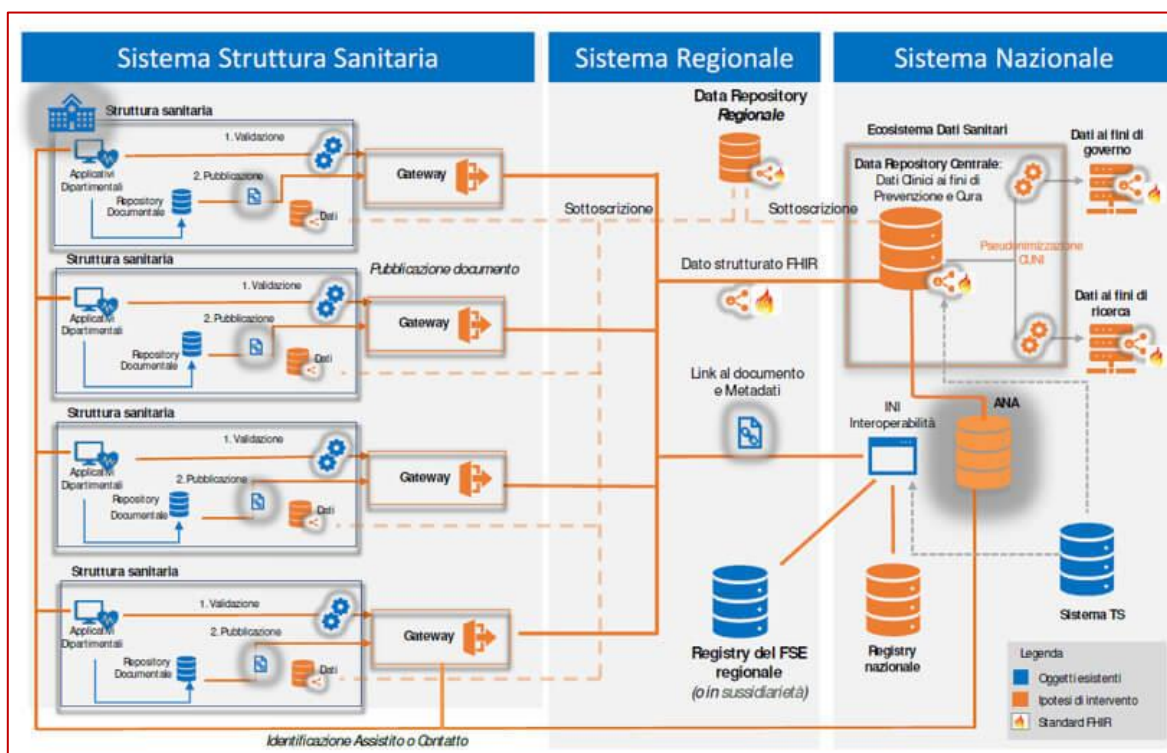 Sistema Struttura Sanitaria
Sistema Regionale
Sistema Nazionale
Struttura sanitaria
1. Validazione
Applicativi
Dipartimentali
2. Pubblicazione
Repository
Documentale
Dati
Gateway
Struttura sanitaria
1. Validazione
Applicativi
Dipartimentali
2. Pubblicazione
Repository
Documentale
Dati
Gateway
Struttura sanitaria
1. Validazione
Applicativi
Dipartimentali
2. Pubblicazione
Repository
Documentale
Dati
Gateway
Struttura sanitaria
1. Validazione
Applicativi
Dipartimentali
2. Pubblicazione
Repository
Documentale
Dati
Gateway
Pubblicazione documento
Identificazione Assistito o Contatto
Data Repository
Regionale
Sottoscrizione
Sottoscrizione
Dato strutturato FHIR
Link al documento
e Metadati
Registry del FSE
regionale
(o in sussidiarietà)
Ecosistema Dati Sanitari
Data Repository Centrale:
Dati Clinici ai fini di
Prevenzione e Cura
Pseudonimizzazione
CUNI
Dati ai fini di
governo
Dati ai fini di
ricerca
INI
Interoperabilità
ANA
Registry
nazionale
Sistema TS
Legenda
Oggetti esistenti
Ipotesi di intervento
Standard FHIR